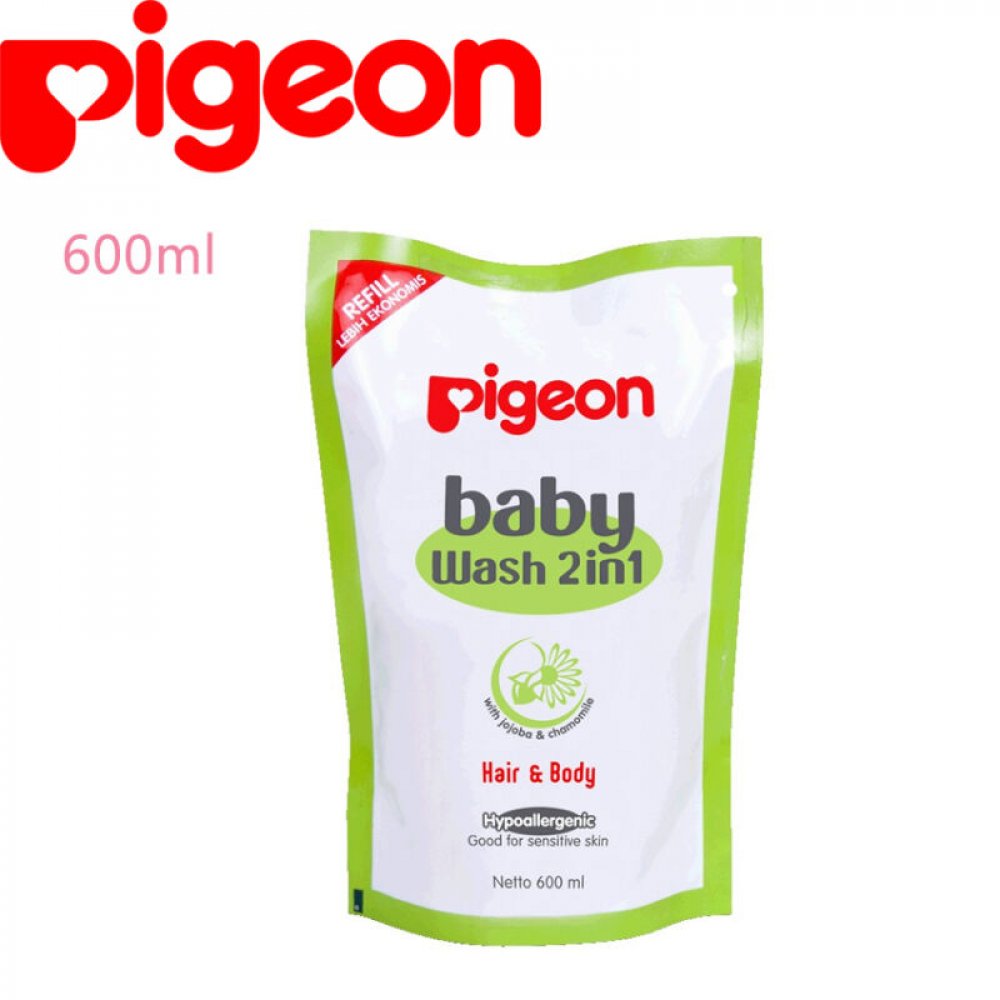 Pigeon
600ml
REFILL
LEBIH EKONOMIS
Pigeon
baby
Wash 2in1
with jojoba & chamomile
Hair & Body
Hypoallergenic
Good for sensitive skin
Netto 600 ml